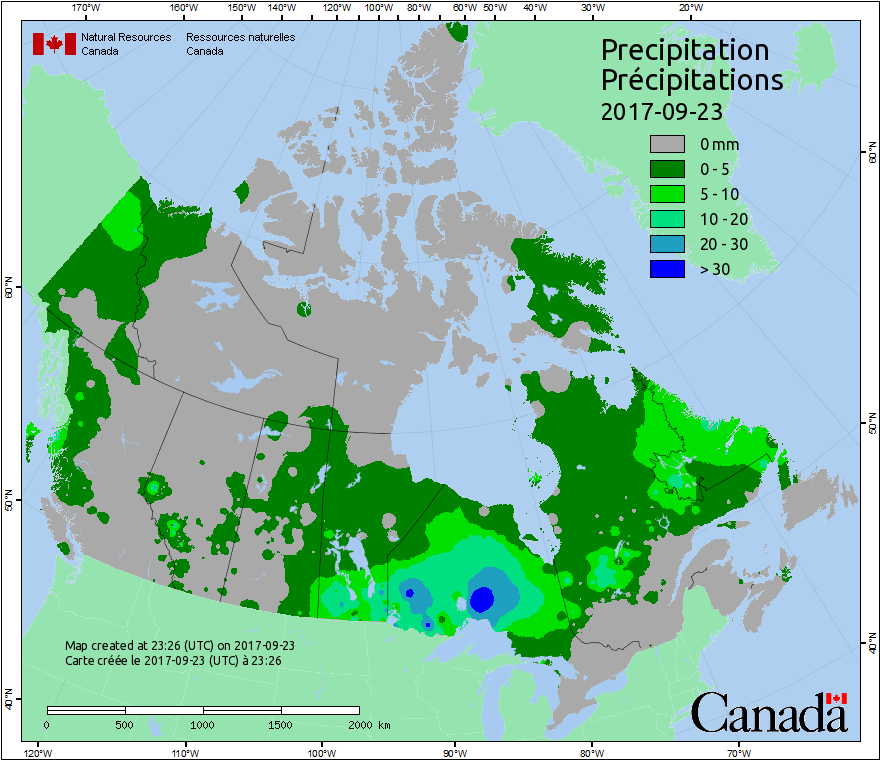 170°W 160°W 150°W 140°W 130°W 120°W 110°W 100°W 90°W 80°W 70°W 60°W 50°W 40°W 30°W 20°W
Natural Resources Canada
Ressources naturelles Canada
Precipitation
Précipitations
2017-09-23
0 mm
0 - 5
5 - 10
10 - 20
20 - 30
> 30
60°N
60°N
50°N
50°N
40°N
40°N
Map created at 23:26 (UTC) on 2017-09-23
Carte créée le 2017-09-23 (UTC) à 23:26
0 500 1000 1500 2000 km
Canada
120°W 110°W 100°W 90°W 80°W 70°W